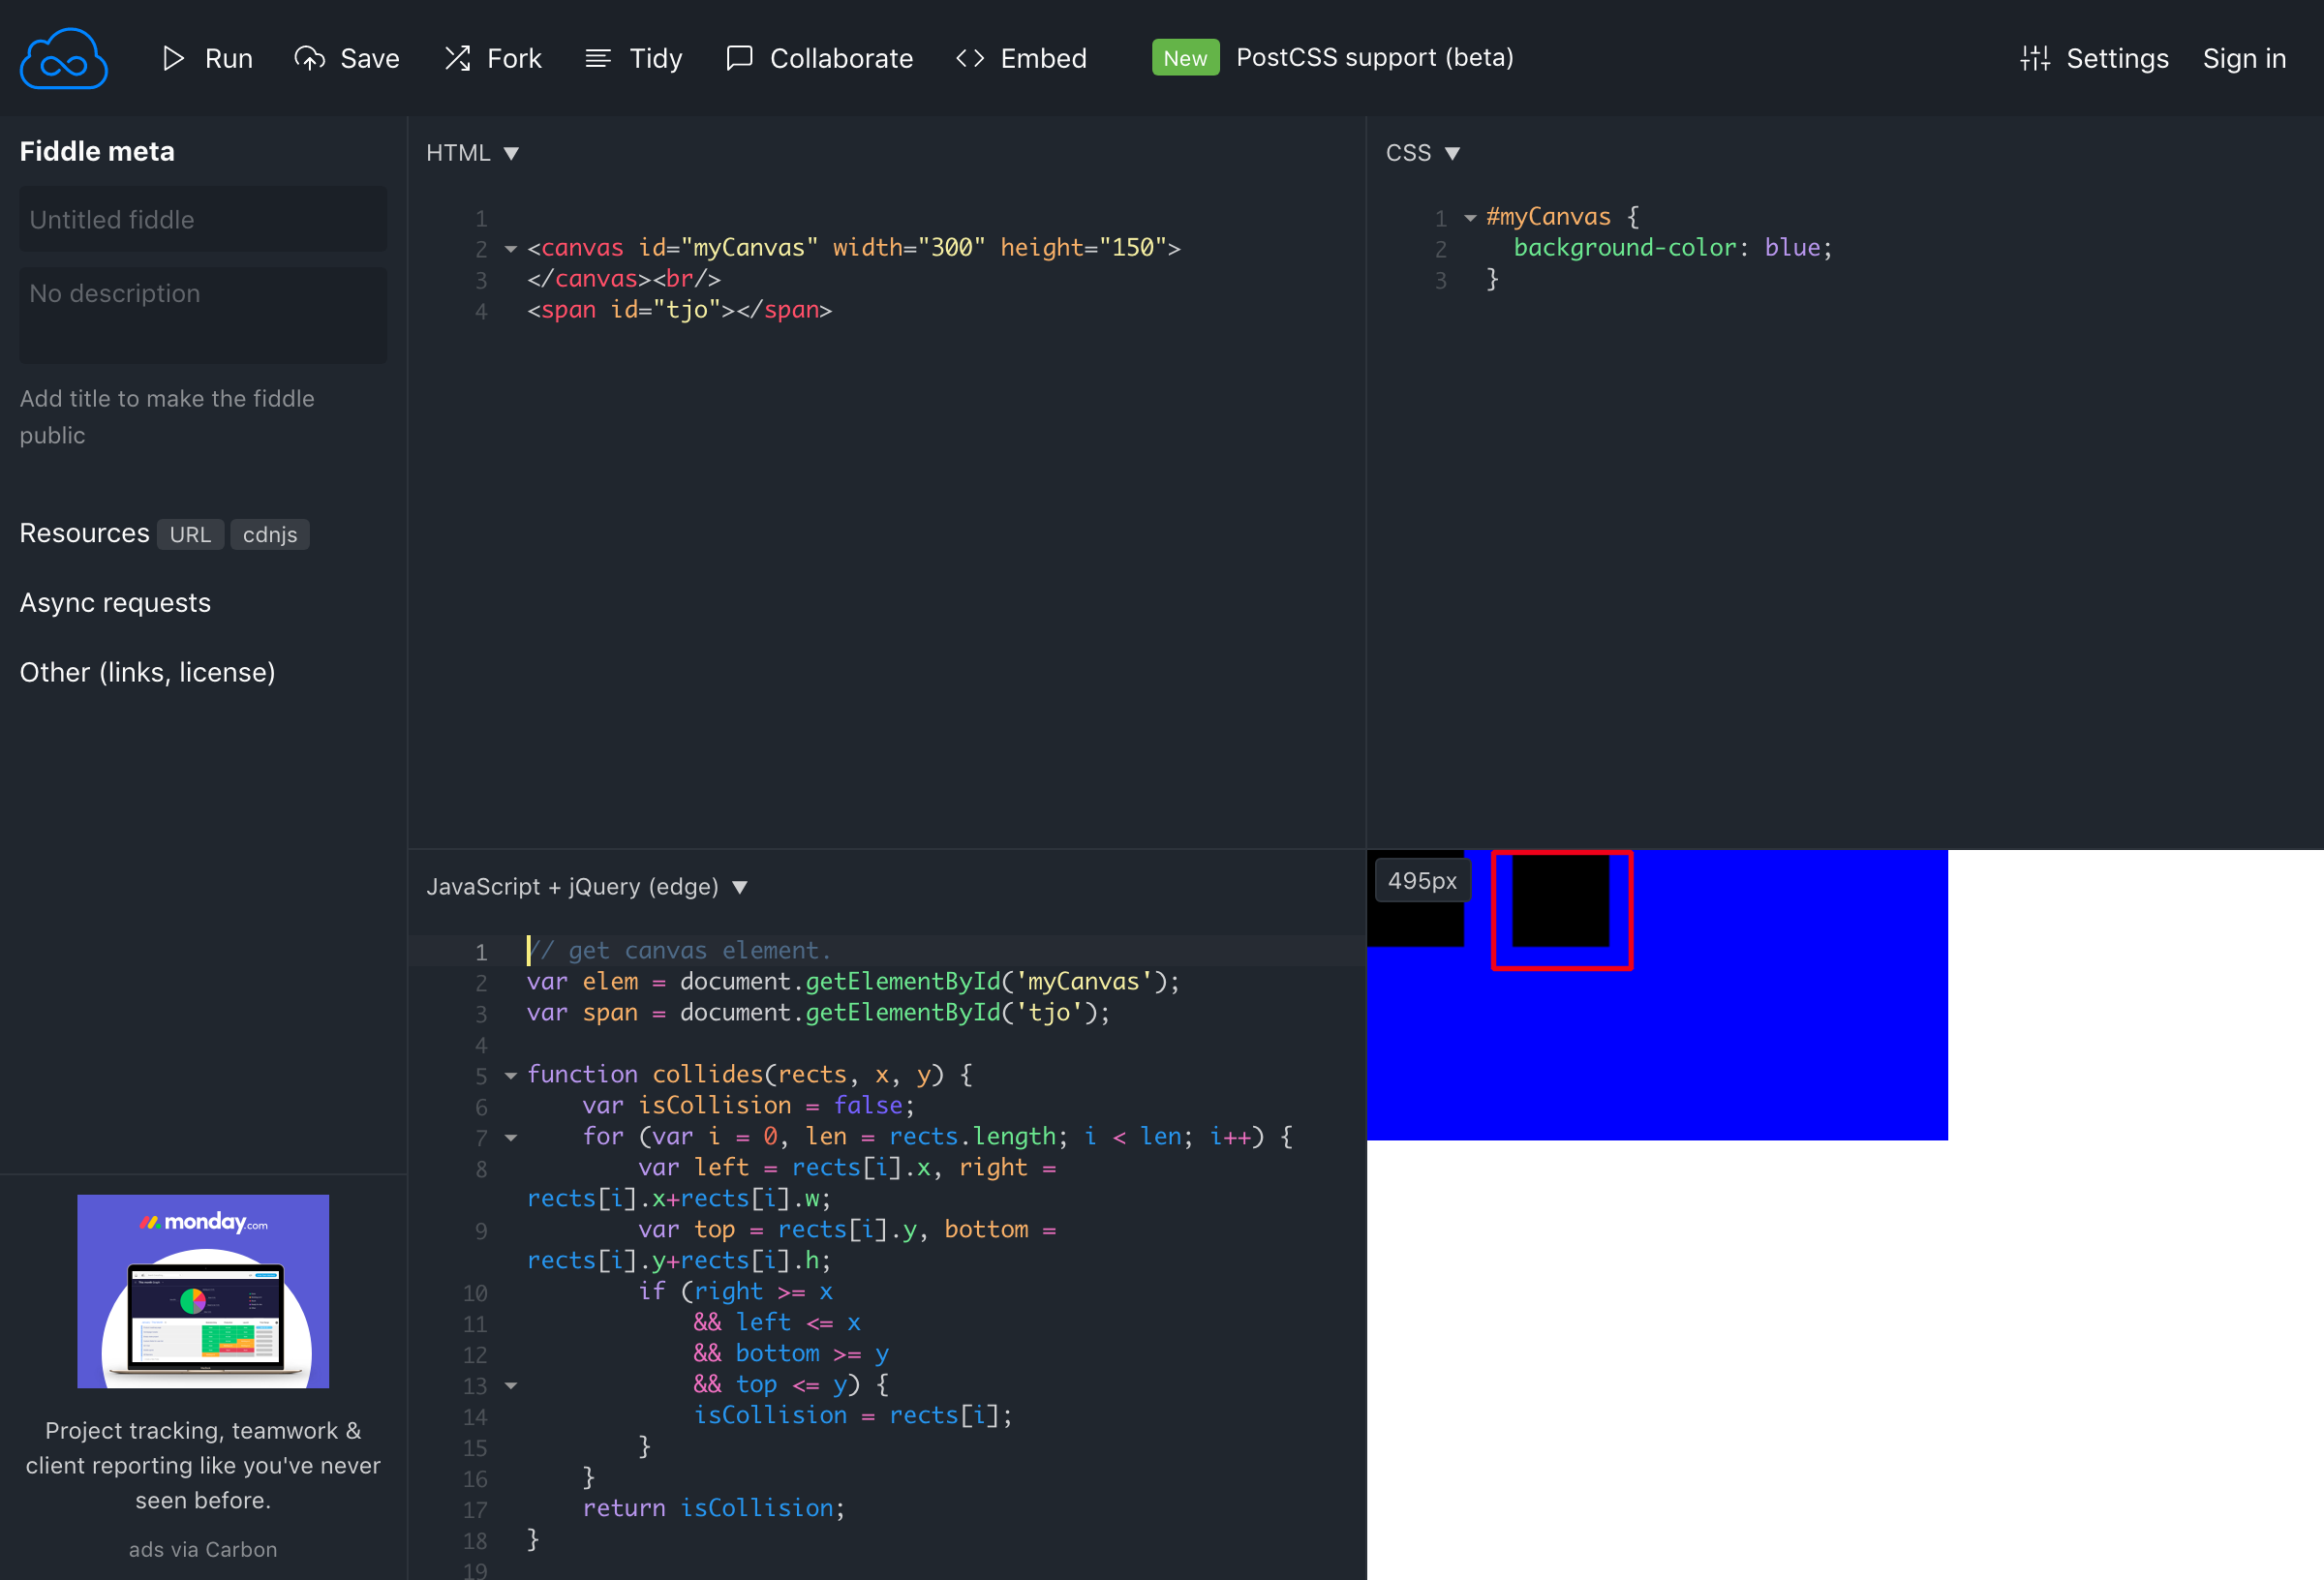 Run Save Fork Tidy Collaborate Embed New PostCSS support (beta) Settings Sign in
Fiddle meta
Untitled fiddle
No description
Add title to make the fiddle
public
Resources URL cdnjs
Async requests
Other (links, license)
monday.com
Project tracking, teamwork &
client reporting like you've never
seen before.
ads via Carbon
HTML ▼
1
2 <canvas id="myCanvas" width="300" height="150">
3 </canvas><br/>
4 <span id="tjo"></span>
CSS ▼
1 #myCanvas {
2 background-color: blue;
3 }
JavaScript + jQuery (edge) ▼
1 // get canvas element.
2 var elem = document.getElementById('myCanvas');
3 var span = document.getElementById('tjo');
4
5 function collides(rects, x, y) {
6 var isCollision = false;
7 for (var i = 0, len = rects.length; i < len; i++) {
8 var left = rects[i].x, right =
rects[i].x+rects[i].w;
9 var top = rects[i].y, bottom =
rects[i].y+rects[i].h;
10 if (right >= x
11 && left <= x
12 && bottom >= y
13 && top <= y) {
14 isCollision = rects[i];
15 }
16 }
17 return isCollision;
18 }
19
495px